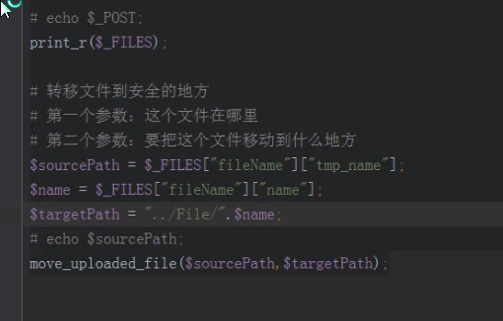 # echo $_POST;
print_r($_FILES);
# 转移文件到安全的地方
# 第一个参数：这个文件在哪里
# 第二个参数：要把这个文件移动到什么地方
$sourcePath = $_FILES["fileName"]["tmp_name"];
$name = $_FILES["fileName"]["name"];
$targetPath = "../File/".$name;
# echo $sourcePath;
move_uploaded_file($sourcePath,$targetPath);